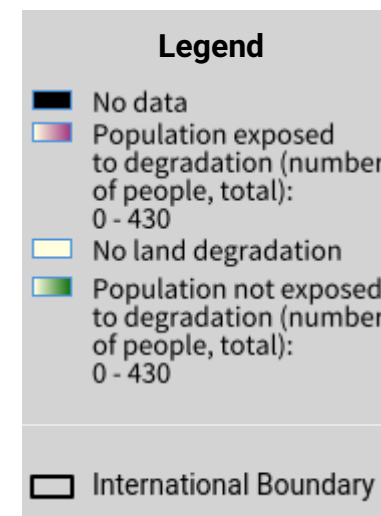 Legend
No data
Population exposed
to degradation (number
of people, total):
0 - 430
No land degradation
Population not exposed
to degradation (number
of people, total):
0 - 430
International Boundary